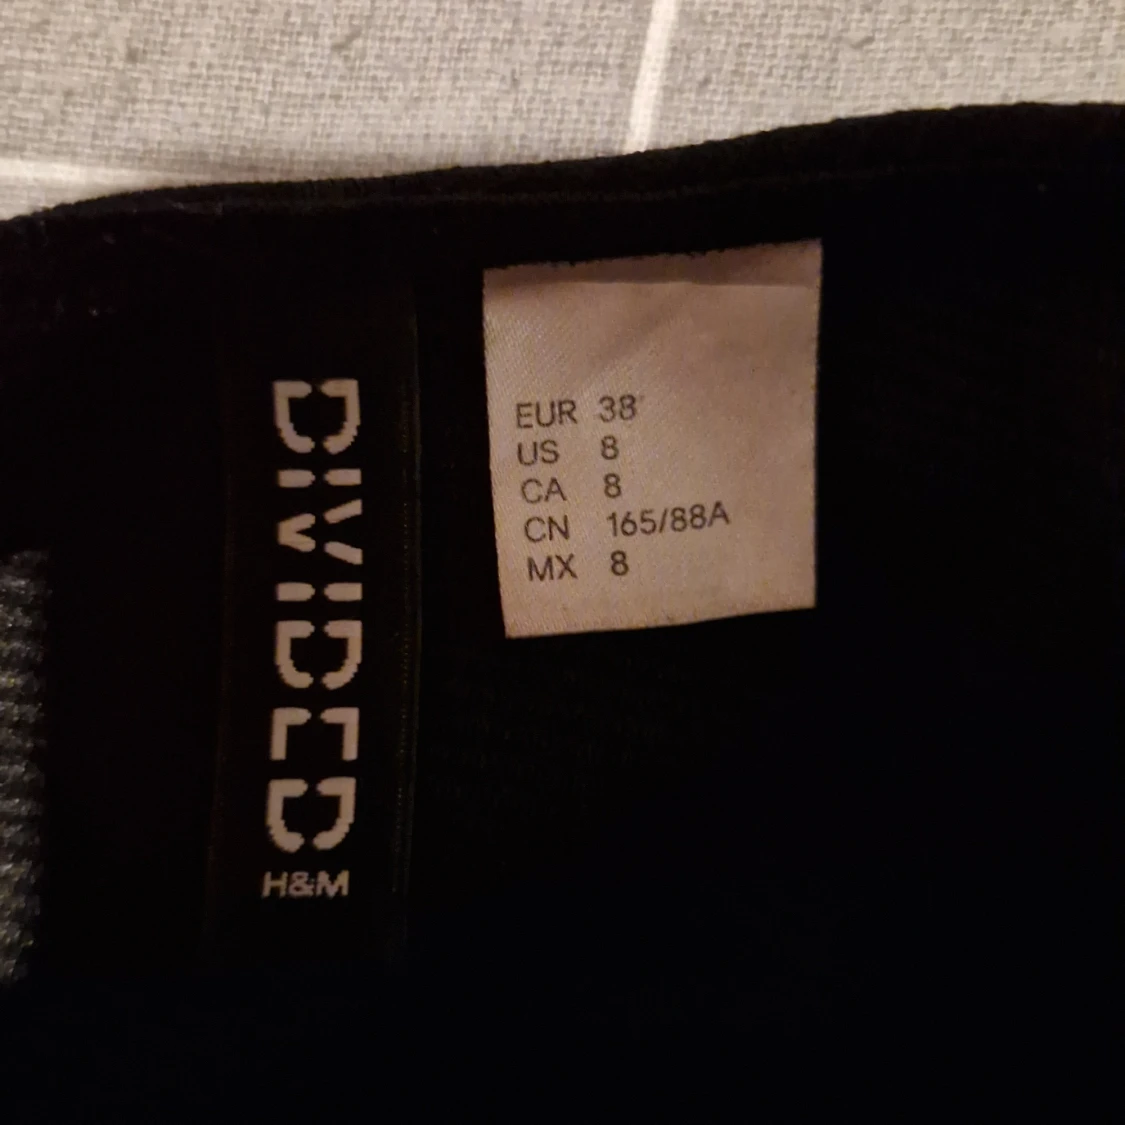 DIVIDED
H&M
EUR 38
US 8
CA 8
CN 165/88A
MX 8